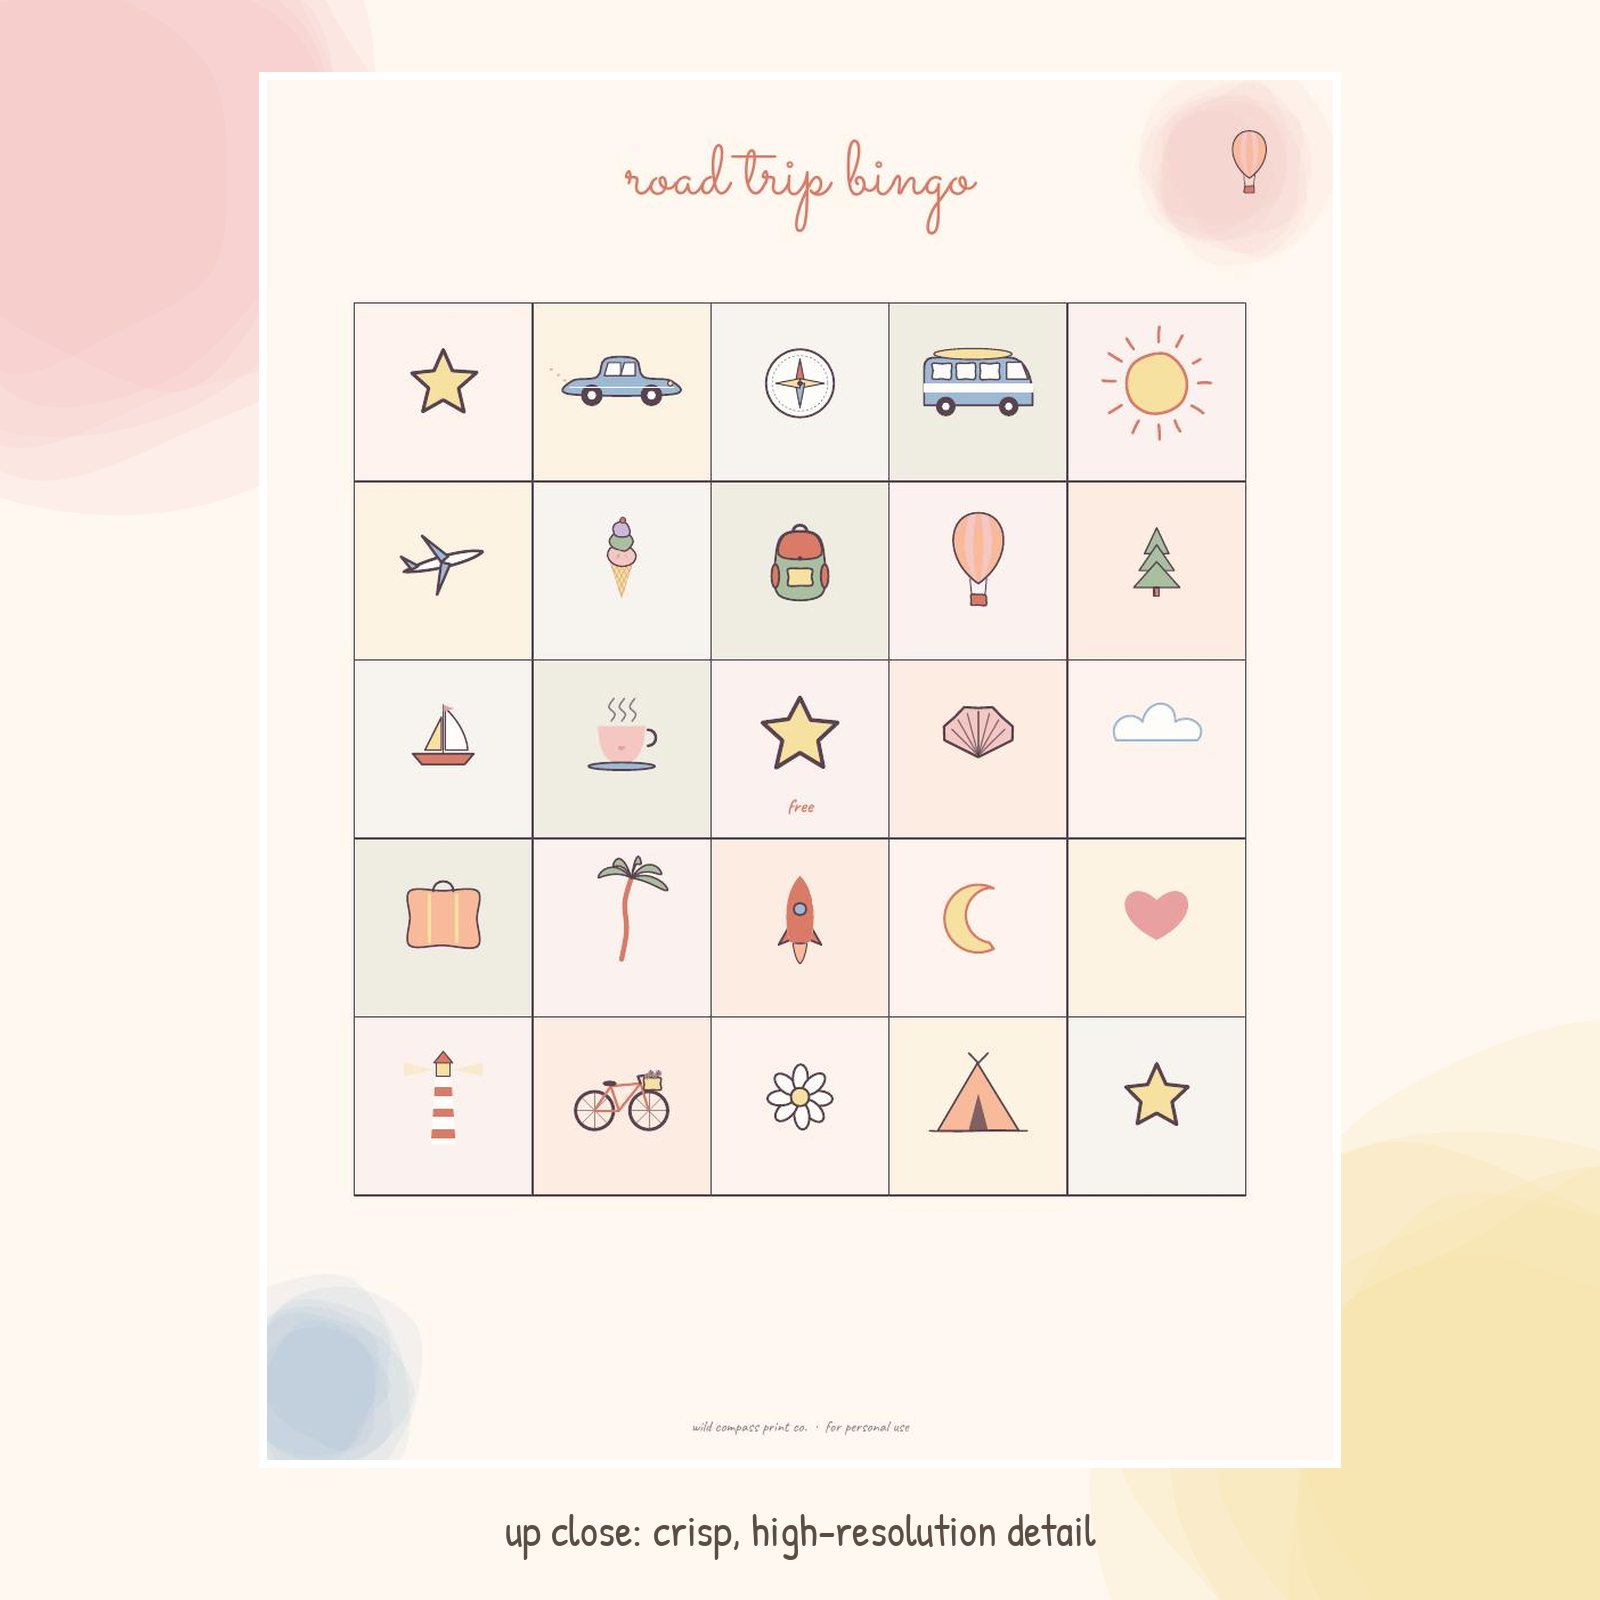 road trip bingo
free
wild compass print co. · for personal use
up close: crisp, high-resolution detail